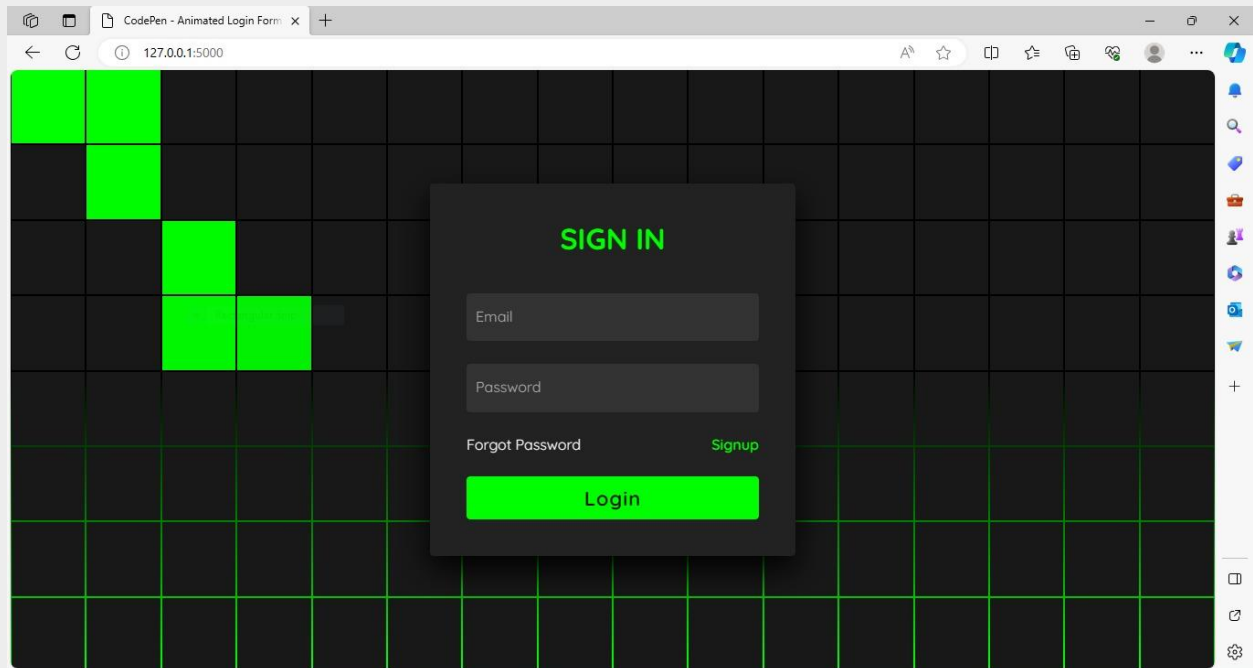 CodePen - Animated Login Form
127.0.0.1:5000
SIGN IN
Email
Password
Forgot Password Signup
Login